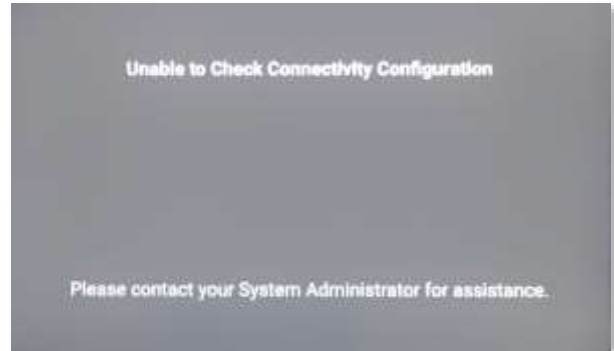 Unable to Check Connectivity Configuration
Please contact your System Administrator for assistance.